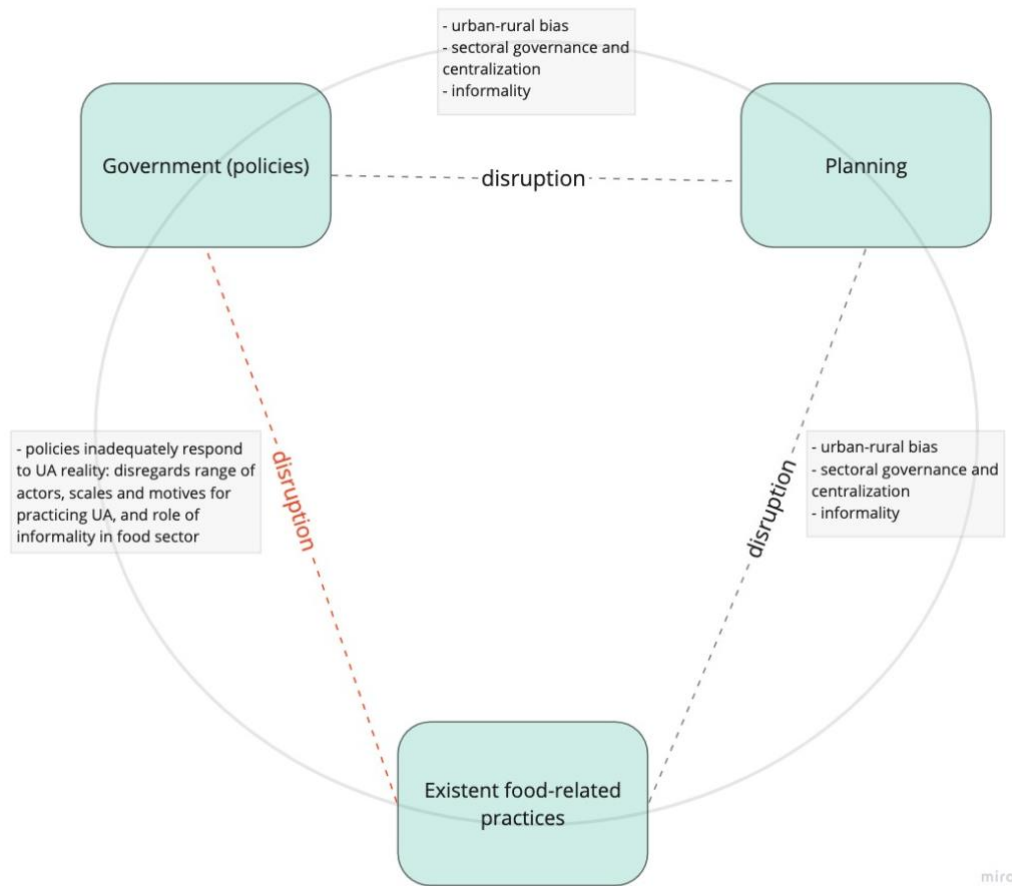 - urban-rural bias
- sectoral governance and
centralization
- informality
Government (policies)
disruption
Planning
- policies inadequately respond
to UA reality: disregards range of
actors, scales and motives for
practicing UA, and role of
informality in food sector
disruption
disruption
- urban-rural bias
- sectoral governance and
centralization
- informality
Existent food-related
practices
miro